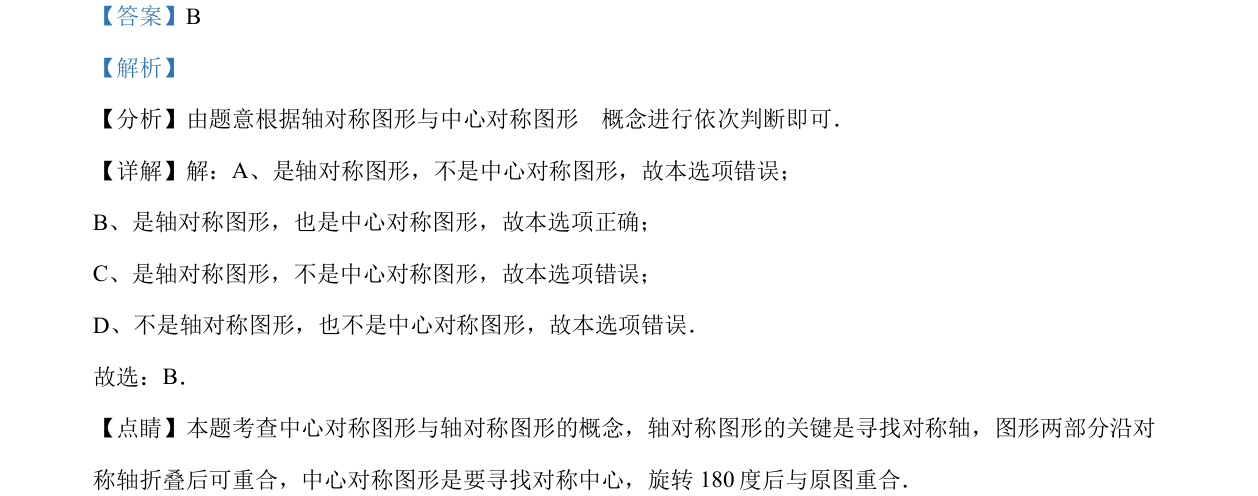 【答案】B
【解析】
【分析】由题意根据轴对称图形与中心对称图形　概念进行依次判断即可．
【详解】解：A、是轴对称图形，不是中心对称图形，故本选项错误；
B、是轴对称图形，也是中心对称图形，故本选项正确；
C、是轴对称图形，不是中心对称图形，故本选项错误；
D、不是轴对称图形，也不是中心对称图形，故本选项错误．
故选：B．
【点睛】本题考查中心对称图形与轴对称图形的概念，轴对称图形的关键是寻找对称轴，图形两部分沿对
称轴折叠后可重合，中心对称图形是要寻找对称中心，旋转 180 度后与原图重合．